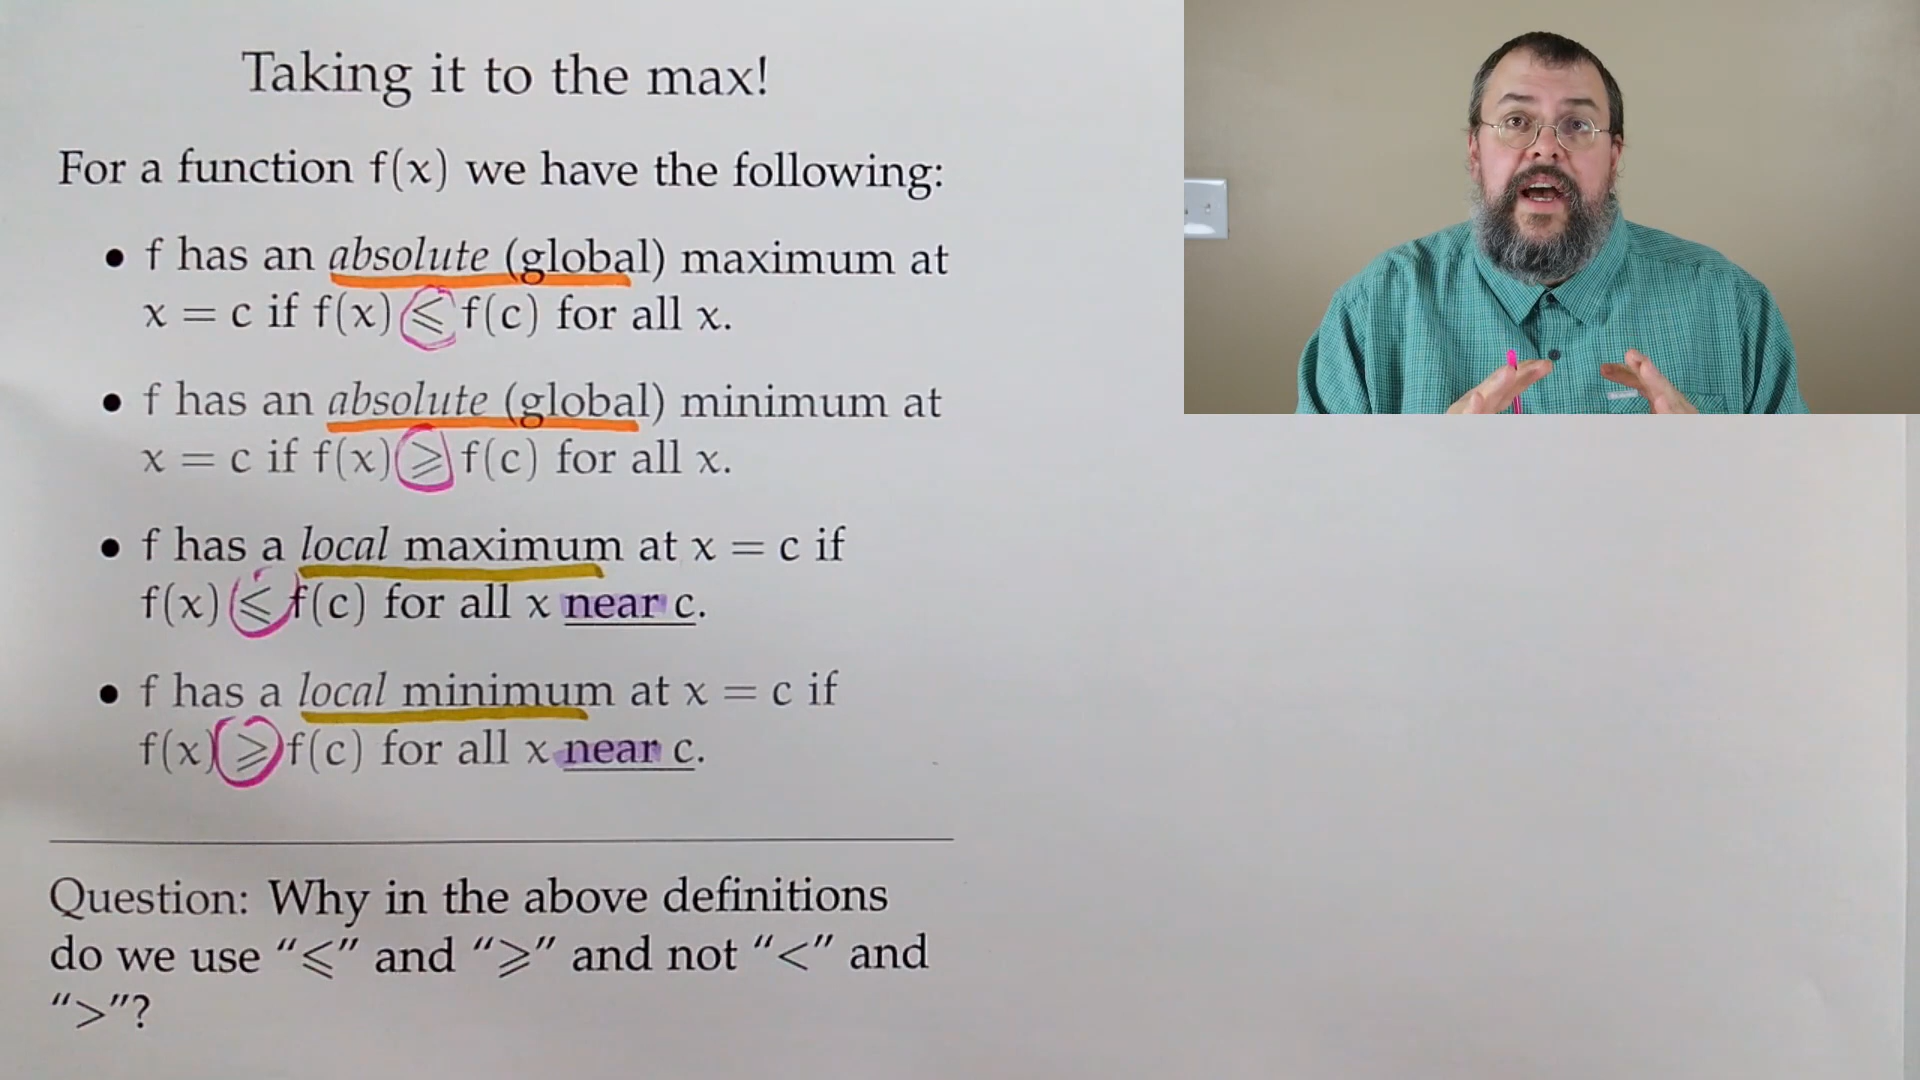 Taking it to the max!
For a function f(x) we have the following:
• f has an absolute (global) maximum at
x = c if f(x) ⩽ f(c) for all x.
• f has an absolute (global) minimum at
x = c if f(x) ⩾ f(c) for all x.
• f has a local maximum at x = c if
f(x) ⩽ f(c) for all x near c.
• f has a local minimum at x = c if
f(x) ⩾ f(c) for all x near c.
Question: Why in the above definitions
do we use “⩽” and “⩾” and not “<” and
“>”?